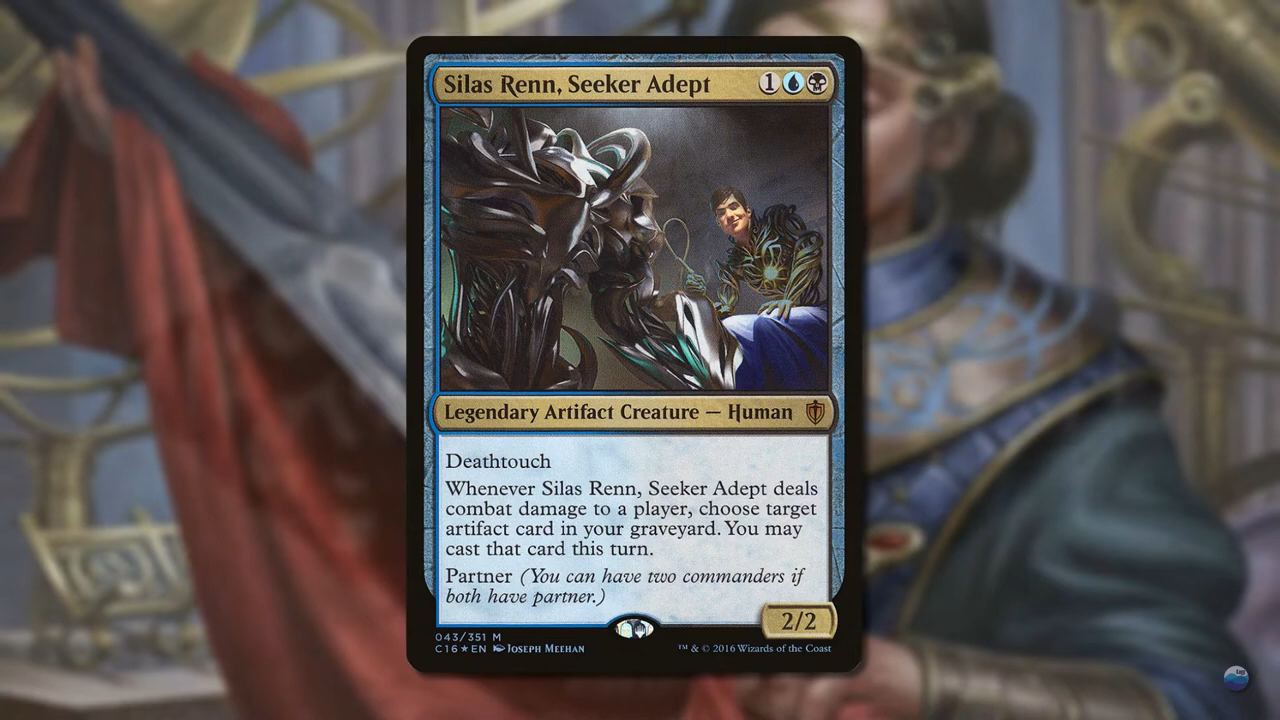 Silas Renn, Seeker Adept 1
Legendary Artifact Creature — Human
Deathtouch
Whenever Silas Renn, Seeker Adept deals
combat damage to a player, choose target
artifact card in your graveyard. You may
cast that card this turn.
Partner (You can have two commanders if
both have partner.)
2/2
043/351 M
C16★EN Joseph Meehan
™ & © 2016 Wizards of the Coast